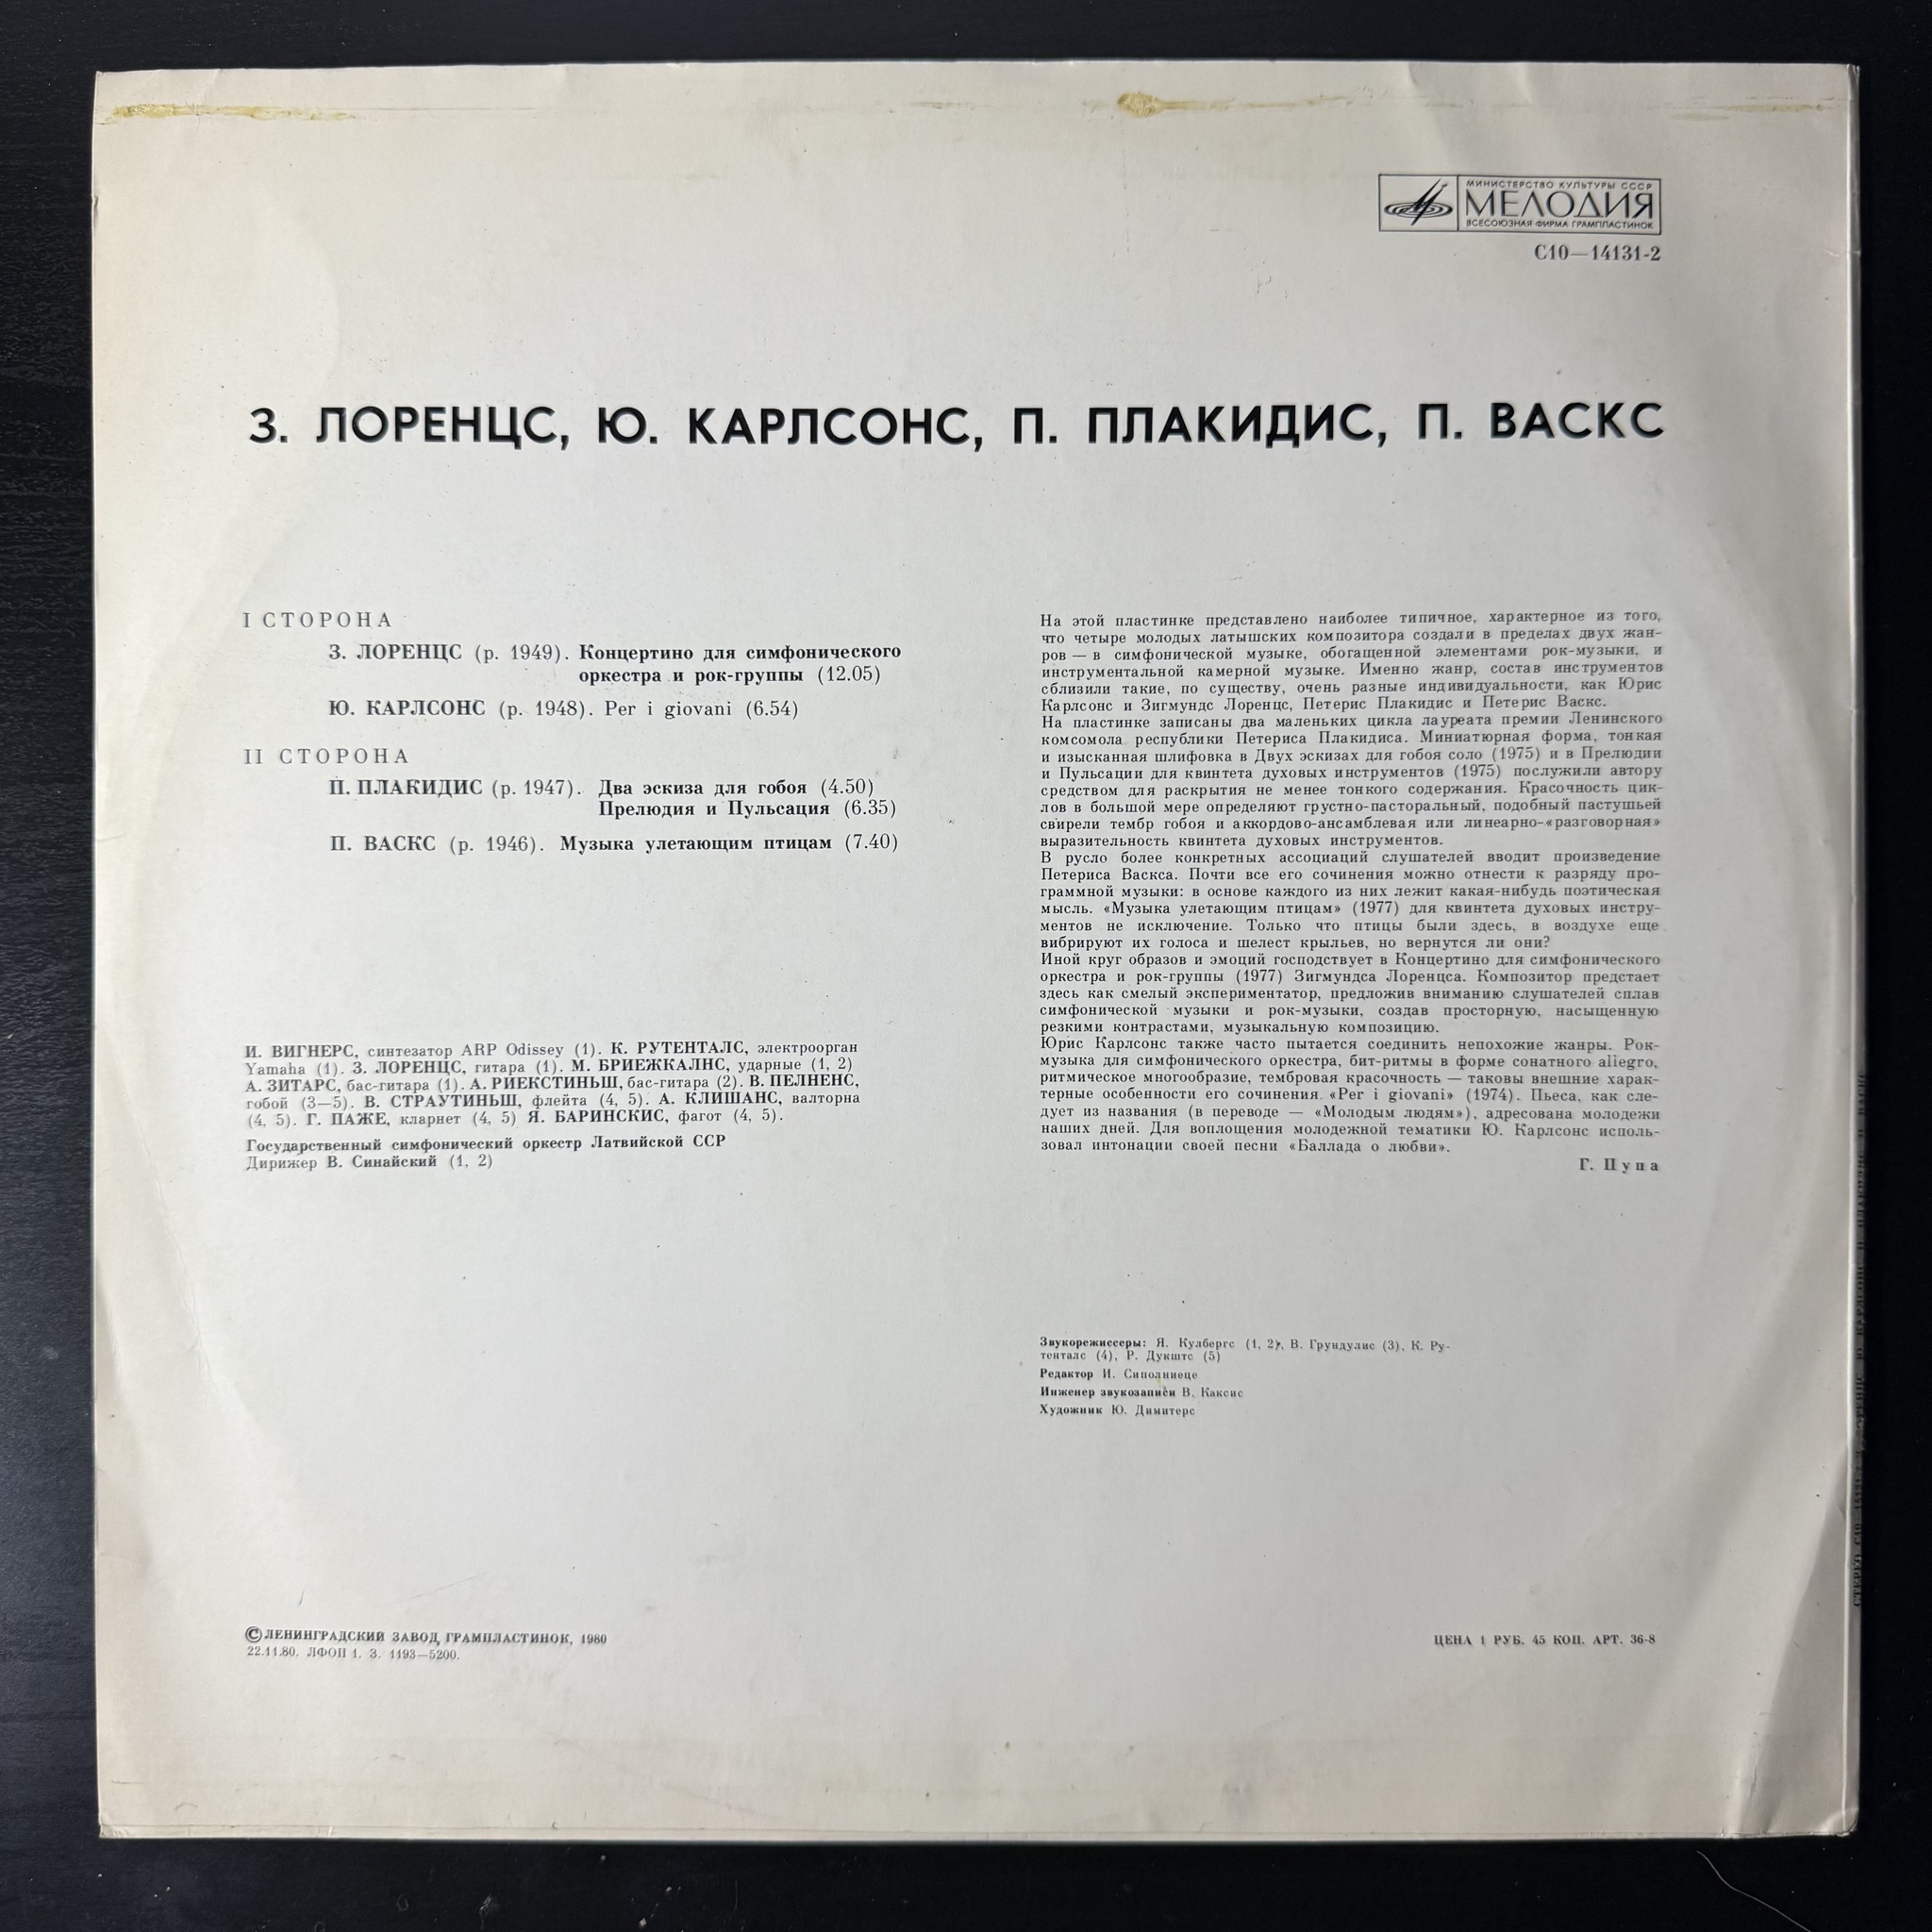 МИНИСТЕРСТВО КУЛЬТУРЫ СССР
МЕЛОДИЯ
ВСЕСОЮЗНАЯ ФИРМА ГРАМПЛАСТИНОК
С10—14131-2
З. ЛОРЕНЦС, Ю. КАРЛСОНС, П. ПЛАКИДИС, П. ВАСКС
I СТОРОНА
З. ЛОРЕНЦС (р. 1949). Концертино для симфонического
оркестра и рок-группы (12.05)
Ю. КАРЛСОНС (р. 1948). Per i giovani (6.54)
II СТОРОНА
П. ПЛАКИДИС (р. 1947). Два эскиза для гобоя (4.50)
Прелюдия и Пульсация (6.35)
П. ВАСКС (р. 1946). Музыка улетающим птицам (7.40)
И. ВИГНЕРС, синтезатор ARP Odissey (1). К. РУТЕНТАЛС, электроорган
Yamaha (1). З. ЛОРЕНЦС, гитара (1). М. БРИЕЖКАЛНС, ударные (1, 2)
А. ЗИТАРС, бас-гитара (1). А. РИЕКСТИНЬШ, бас-гитара (2). В. ПЕЛНЕНС,
гобой (3—5). В. СТРАУТИНЬШ, флейта (4, 5). А. КЛИШАНС, валторна
(4, 5). Г. ПАЖЕ, кларнет (4, 5) Я. БАРИНСКИС, фагот (4, 5).
Государственный симфонический оркестр Латвийской ССР
Дирижер В. Синайский (1, 2)
На этой пластинке представлено наиболее типичное, характерное из того,
что четыре молодых латышских композитора создали в пределах двух жан-
ров — в симфонической музыке, обогащенной элементами рок-музыки, и
инструментальной камерной музыке. Именно жанр, состав инструментов
сблизили такие, по существу, очень разные индивидуальности, как Юрис
Карлсонс и Зигмундс Лоренцс, Петерис Плакидис и Петерис Васкс.
На пластинке записаны два маленьких цикла лауреата премии Ленинского
комсомола республики Петериса Плакидиса. Миниатюрная форма, тонкая
и изысканная шлифовка в Двух эскизах для гобоя соло (1975) и в Прелюдии
и Пульсации для квинтета духовых инструментов (1975) послужили автору
средством для раскрытия не менее тонкого содержания. Красочность цик-
лов в большой мере определяют грустно-пасторальный, подобный пастушьей
свирели тембр гобоя и аккордово-ансамблевая или линеарно-«разговорная»
выразительность квинтета духовых инструментов.
В русло более конкретных ассоциаций слушателей вводит произведение
Петериса Васкса. Почти все его сочинения можно отнести к разряду про-
граммной музыки: в основе каждого из них лежит какая-нибудь поэтическая
мысль. «Музыка улетающим птицам» (1977) для квинтета духовых инстру-
ментов не исключение. Только что птицы были здесь, в воздухе еще
вибрируют их голоса и шелест крыльев, но вернутся ли они?
Иной круг образов и эмоций господствует в Концертино для симфонического
оркестра и рок-группы (1977) Зигмундса Лоренцса. Композитор предстает
здесь как смелый экспериментатор, предложив вниманию слушателей сплав
симфонической музыки и рок-музыки, создав просторную, насыщенную
резкими контрастами, музыкальную композицию.
Юрис Карлсонс также часто пытается соединить непохожие жанры. Рок-
музыка для симфонического оркестра, бит-ритмы в форме сонатного allegro,
ритмическое многообразие, тембровая красочность — таковы внешние харак-
терные особенности его сочинения «Per i giovani» (1974). Пьеса, как сле-
дует из названия (в переводе — «Молодым людям»), адресована молодежи
наших дней. Для воплощения молодежной тематики Ю. Карлсонс исполь-
зовал интонации своей песни «Баллада о любви».
Г. Пупа
Звукорежиссеры: Я. Кулбергс (1, 2), В. Грундулис (3), К. Ру-
тенталс (4), Р. Дукштс (5)
Редактор И. Сиполниеце
Инженер звукозаписи В. Каксис
Художник Ю. Димитерс
© ЛЕНИНГРАДСКИЙ ЗАВОД ГРАМПЛАСТИНОК, 1980
22.11.80. ЛФОП 1. З. 1193—5200.
ЦЕНА 1 РУБ. 45 КОП. АРТ. 36-8